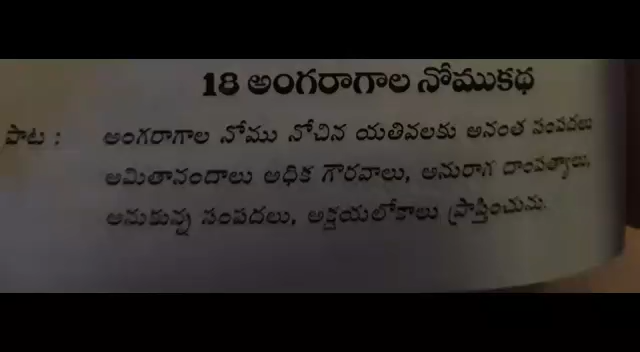 18 అంగరాగాల నోముకథ
పాట : అంగరాగాల నోము నోచిన యతివలకు అనంత సంపదలు
అమితానందాలు అధిక గౌరవాలు, అనురాగ దాంపత్యాలు,
అనుకున్న సంపదలు, అక్షయలోకాలు ప్రాప్తించును.